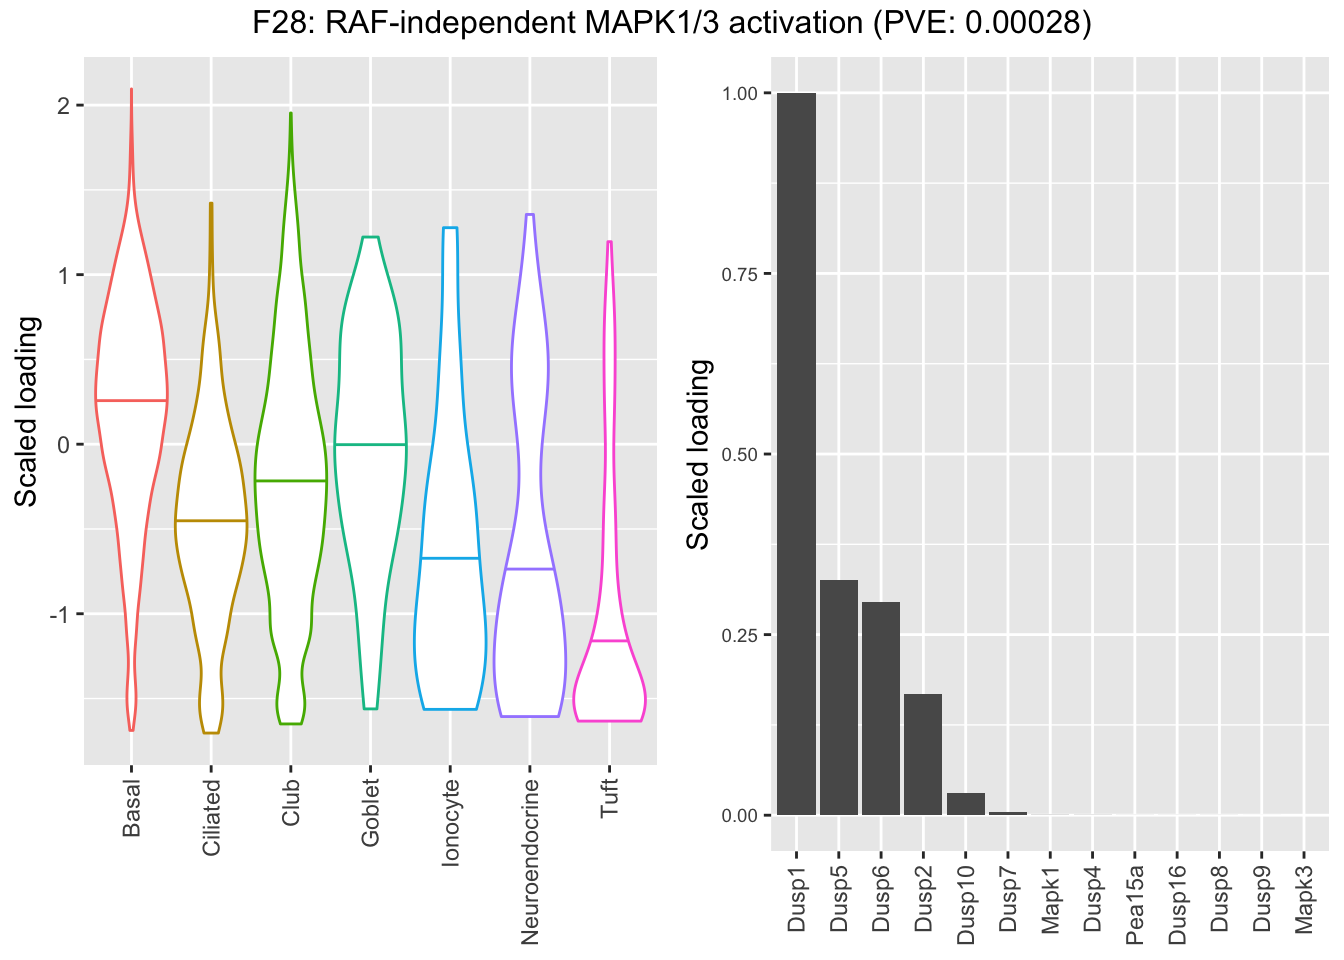 F28: RAF-independent MAPK1/3 activation (PVE: 0.00028)
Scaled loading
2
1
0
-1
Basal
Ciliated
Club
Goblet
Ionocyte
Neuroendocrine
Tuft
Scaled loading
1.00
0.75
0.50
0.25
0.00
Dusp1
Dusp5
Dusp6
Dusp2
Dusp10
Dusp7
Mapk1
Dusp4
Pea15a
Dusp16
Dusp8
Dusp9
Mapk3